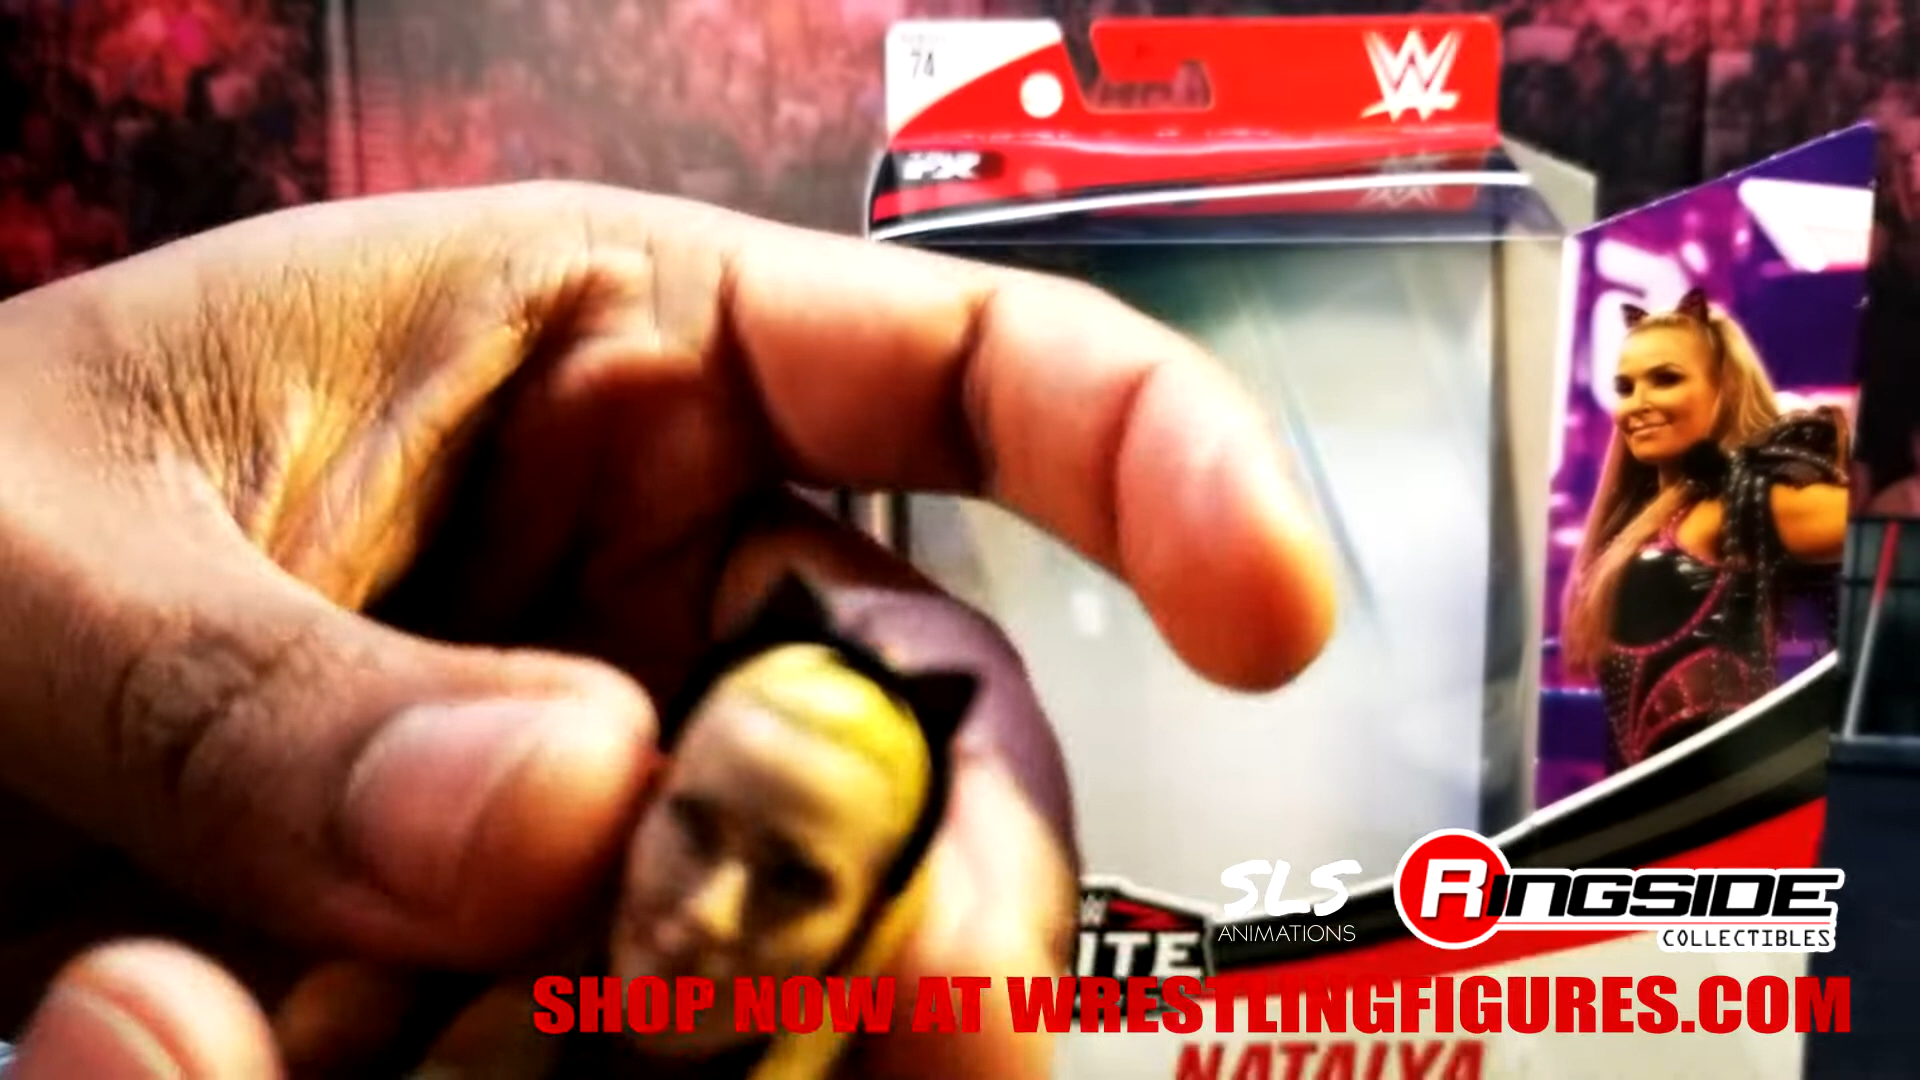 74
W
SLS
ANIMATIONS
RINGSIDE
COLLECTIBLES
SHOP NOW AT WRESTLINGFIGURES.COM
NATALYA